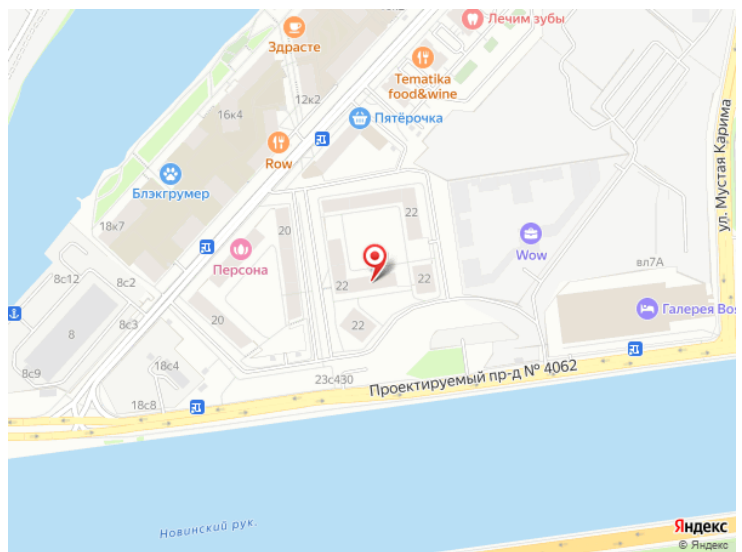 16к2
Лечим зубы
Здрасте
Tematika
food&wine
12к2
16к4
Пятёрочка
Row
Блэкгрумер
ул. Мустая Карима
18к7
20
22
Wow
Персона
вл7А
8с12
8с2
22
22
Галерея Воя
8с3
20
22
8
18с4
8с9
23с430
Проектируемый пр-д № 4062
18с8
Новинский рук.
Яндекс
© Яндекс